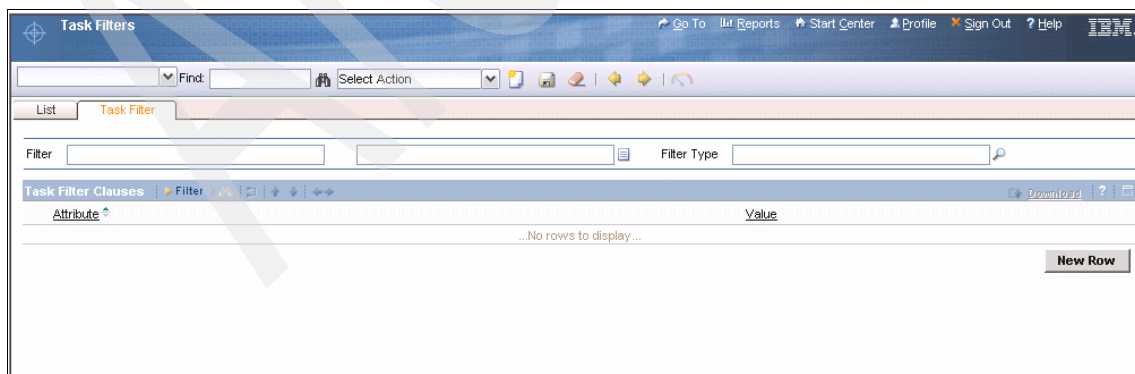 Task Filters Go To Reports Start Center Profile Sign Out ? Help IBM.
Find: Select Action
List Task Filter
Filter Filter Type
Task Filter Clauses Filter Download ?
Attribute Value
...No rows to display...
New Row